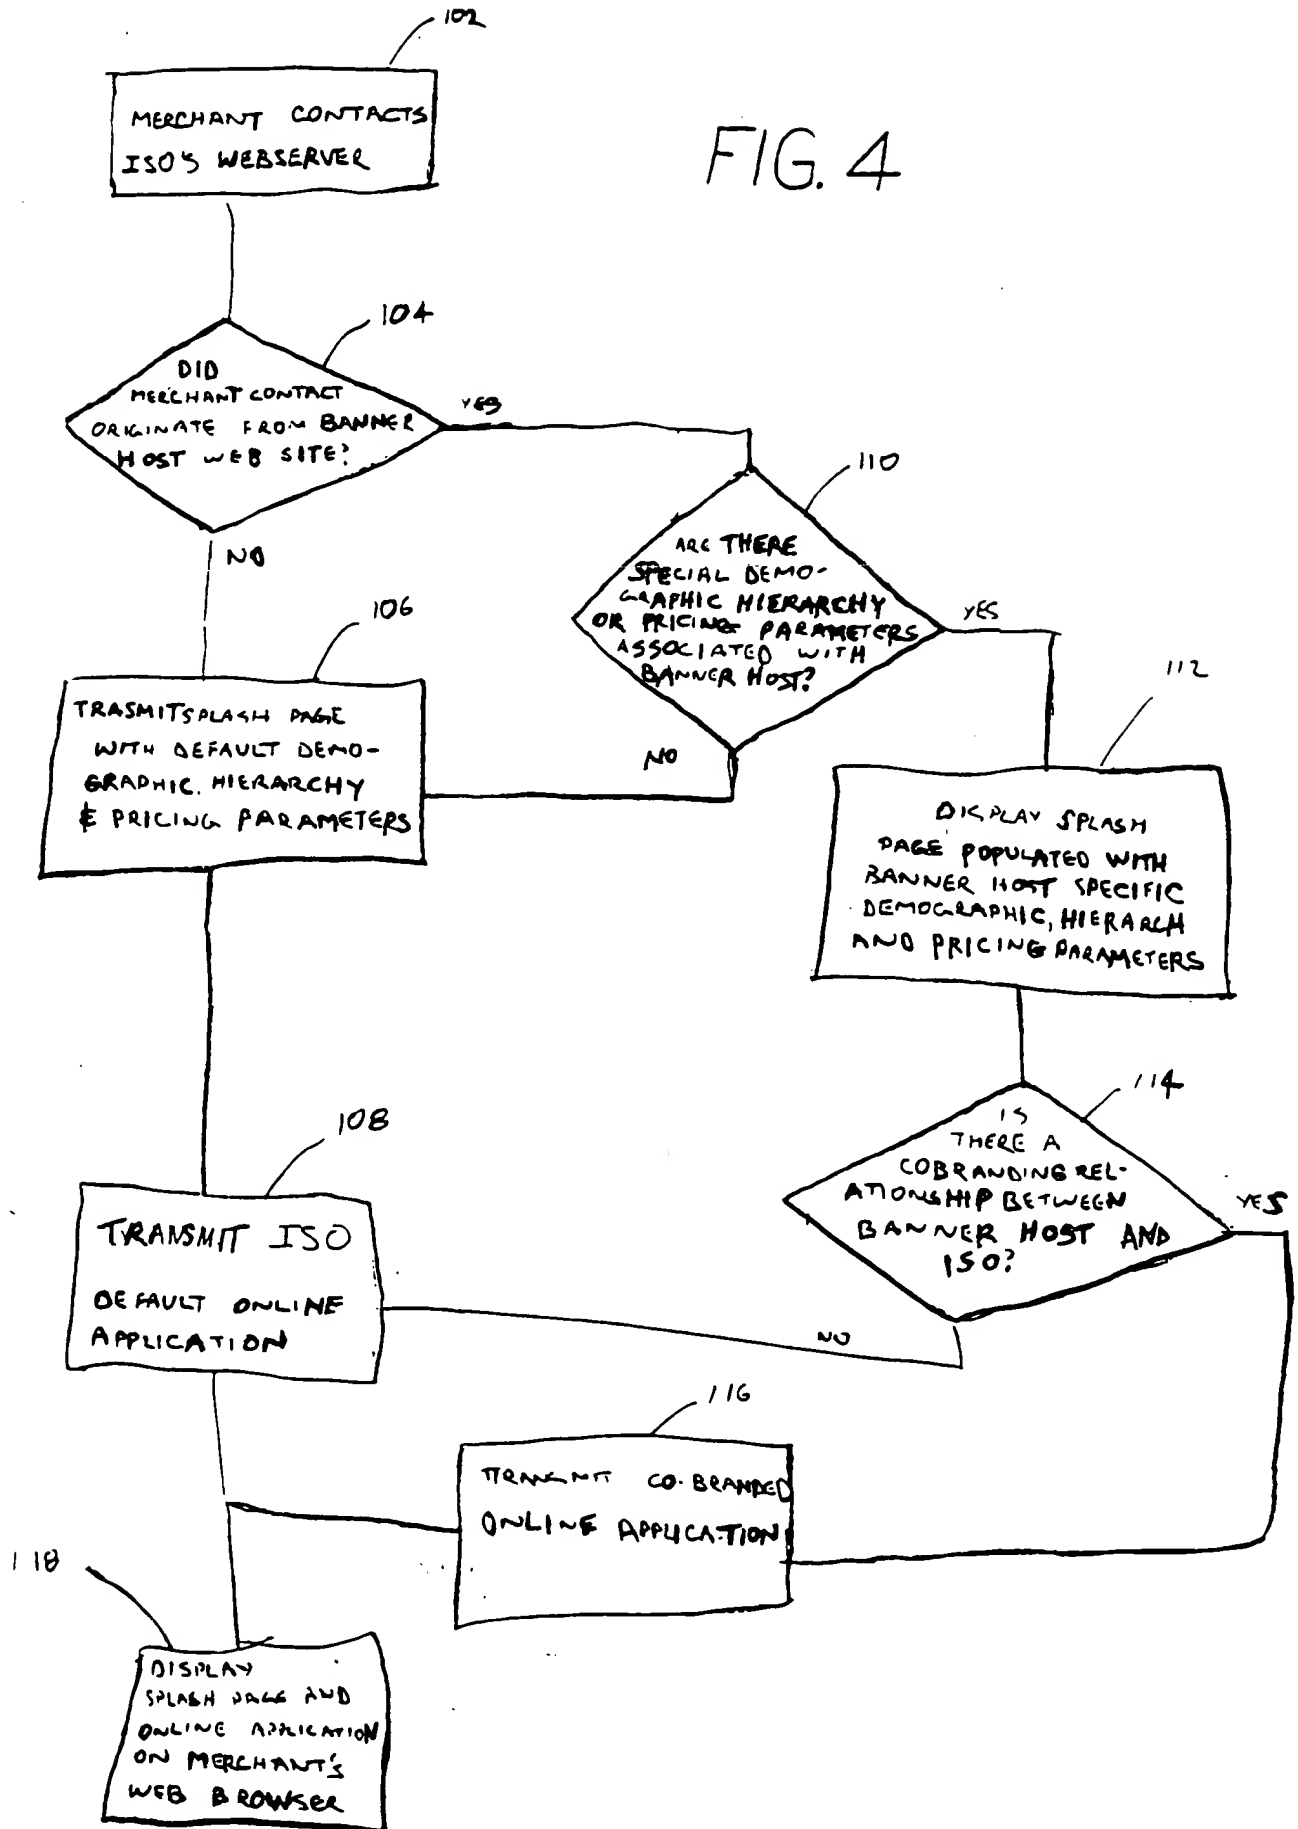 102
MERCHANT CONTACTS
ISO'S WEBSERVER
FIG. 4
104
DID
MERCHANT CONTACT
ORIGINATE FROM BANNER
HOST WEB SITE?
YES
NO
110
ARE THERE
SPECIAL DEMO-
GRAPHIC HIERARCHY
OR PRICING PARAMETERS
ASSOCIATED WITH
BANNER HOST?
YES
NO
106
TRASMIT SPLASH PAGE
WITH DEFAULT DEMO-
GRAPHIC, HIERARCHY
& PRICING PARAMETERS
112
DISPLAY SPLASH
PAGE POPULATED WITH
BANNER HOST SPECIFIC
DEMOGRAPHIC, HIERARCH
AND PRICING PARAMETERS
114
IS
THERE A
COBRANDING REL-
ATIONSHIP BETWEEN
BANNER HOST AND
ISO?
YES
NO
108
TRANSMIT ISO
DEFAULT ONLINE
APPLICATION
116
TRANSMIT CO-BRANDED
ONLINE APPLICATION
118
DISPLAY
SPLASH PAGE AND
ONLINE APPLICATION
ON MERCHANT'S
WEB BROWSER